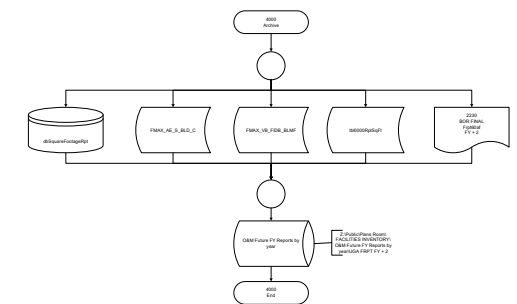 4000
Archive
dbSquareFootageRpt
FMAX_AE_S_BLD_C
FMAX_VB_FIDB_BLMF
tbl0000RptSqFt
2230
BOR FINAL
FY + 2
O&M Future FY Reports by
year
Z:\Public\Plans Room\
FACILITIES INVENTORY\
O&M Future FY Reports by
year\UGA FRPT FY + 2
4000
End